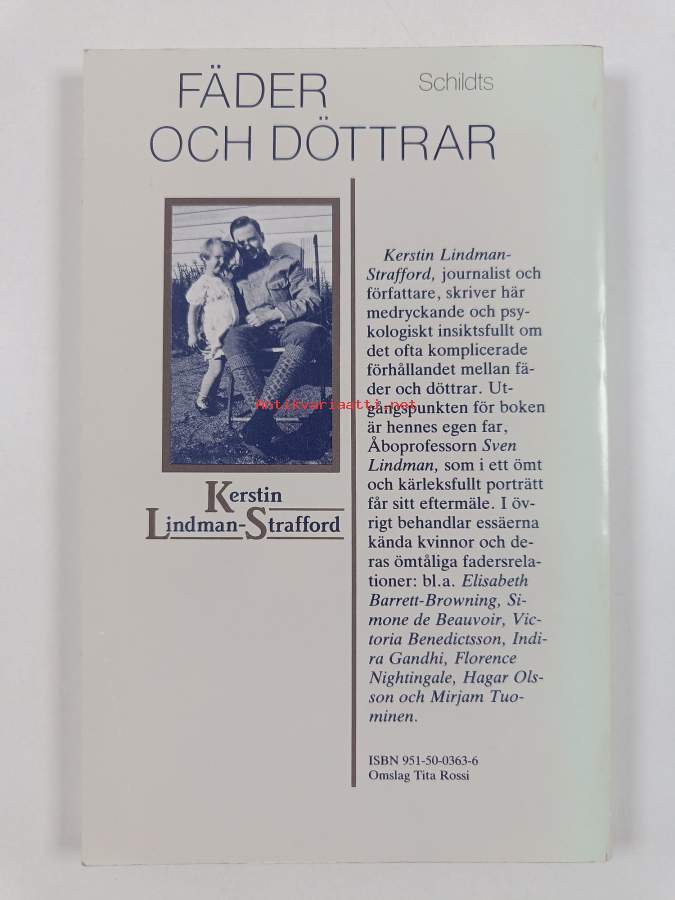 FÄDER
OCH DÖTTRAR
Schildts
Kerstin
Lindman-Strafford
Kerstin Lindman-
Strafford, journalist och
författare, skriver här
medryckande och psy-
kologiskt insiktsfullt om
det ofta komplicerade
förhållandet mellan fä-
der och döttrar. Ut-
gångspunkten för boken
är hennes egen far,
Åboprofessorn Sven
Lindman, som i ett ömt
och kärleksfullt porträtt
får sitt eftermäle. I öv-
rigt behandlar essäerna
kända kvinnor och de-
ras ömtåliga fadersrela-
tioner: bl.a. Elisabeth
Barrett-Browning, Si-
mone de Beauvoir, Vic-
toria Benedictsson, Indi-
ra Gandhi, Florence
Nightingale, Hagar Ols-
son och Mirjam Tuo-
minen.
ISBN 951-50-0363-6
Omslag Tita Rossi
Antikvariaatti.net